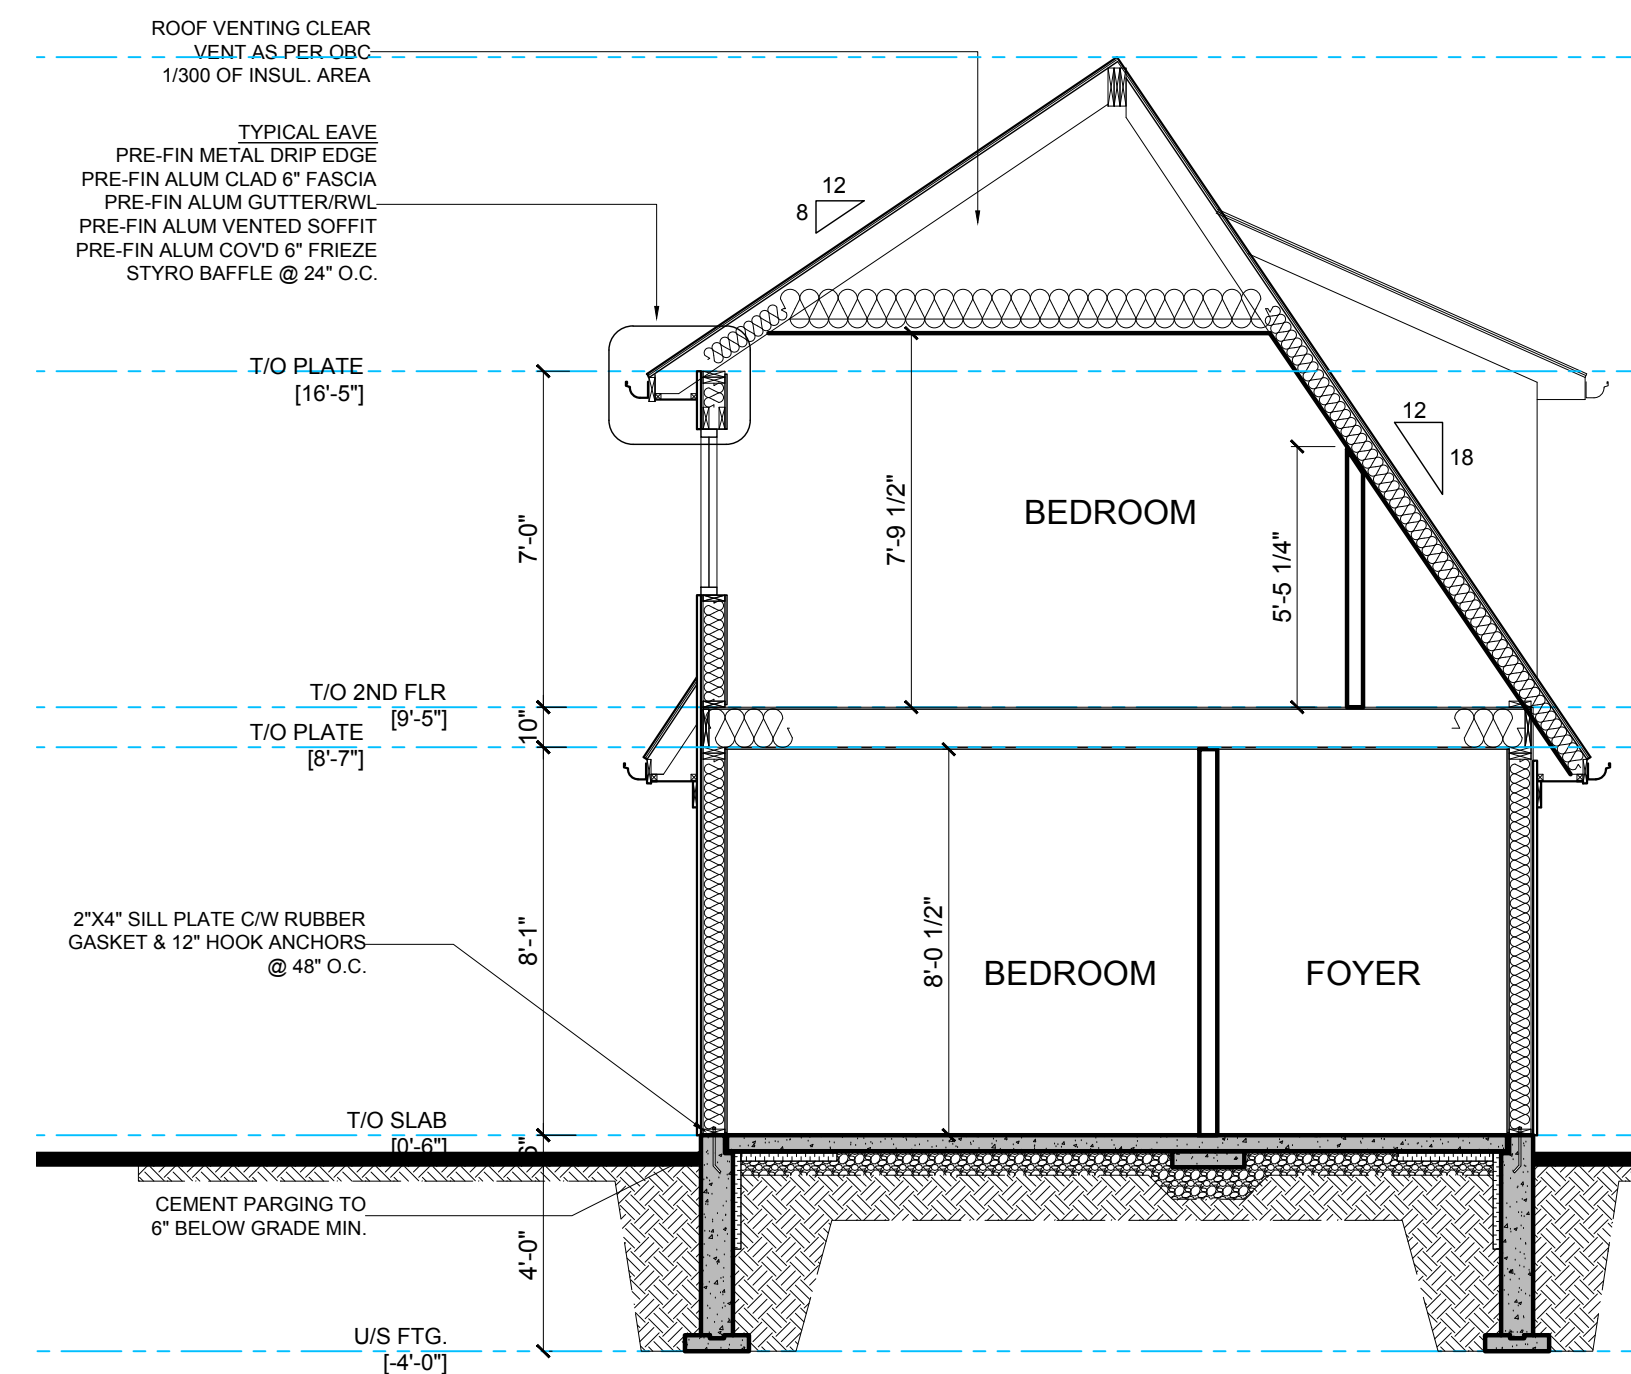 ROOF VENTING CLEAR
VENT AS PER OBC
1/300 OF INSUL. AREA
TYPICAL EAVE
PRE-FIN METAL DRIP EDGE
PRE-FIN ALUM CLAD 6" FASCIA
PRE-FIN ALUM GUTTER/RWL
PRE-FIN ALUM VENTED SOFFIT
PRE-FIN ALUM COV'D 6" FRIEZE
STYRO BAFFLE @ 24" O.C.
12
8
T/O PLATE
[16'-5"]
12
18
7'-0"
7'-9 1/2"
BEDROOM
5'-5 1/4"
T/O 2ND FLR
[9'-5"]
10"
T/O PLATE
[8'-7"]
2"X4" SILL PLATE C/W RUBBER
GASKET & 12" HOOK ANCHORS
@ 48" O.C.
8'-1"
8'-0 1/2"
BEDROOM
FOYER
T/O SLAB
[0'-6"]
6"
CEMENT PARGING TO
6" BELOW GRADE MIN.
4'-0"
U/S FTG.
[-4'-0"]